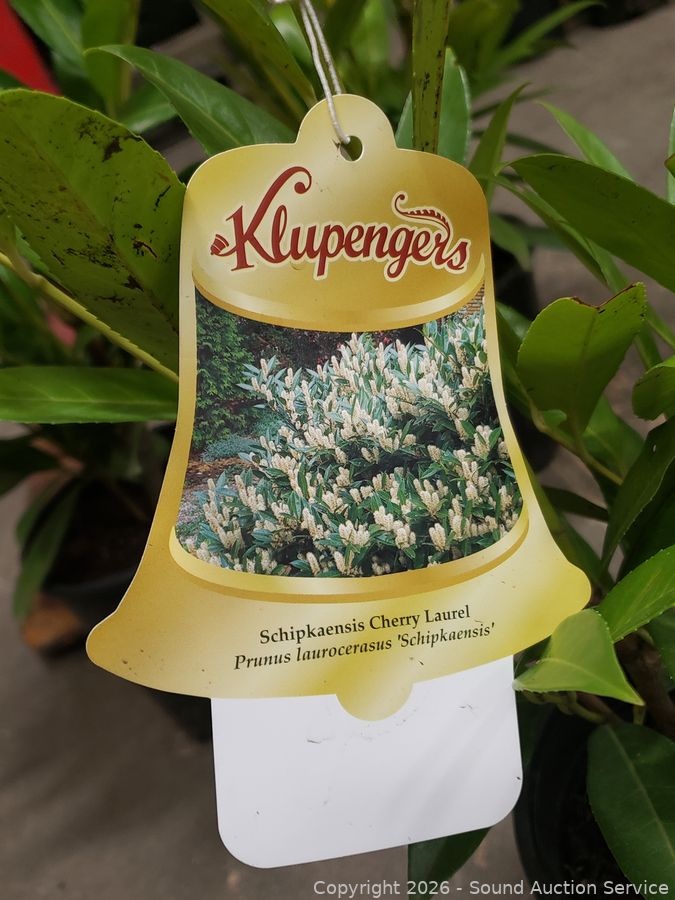 Klupengers
Schipkaensis Cherry Laurel
Prunus laurocerasus 'Schipkaensis'
Copyright 2026 - Sound Auction Service